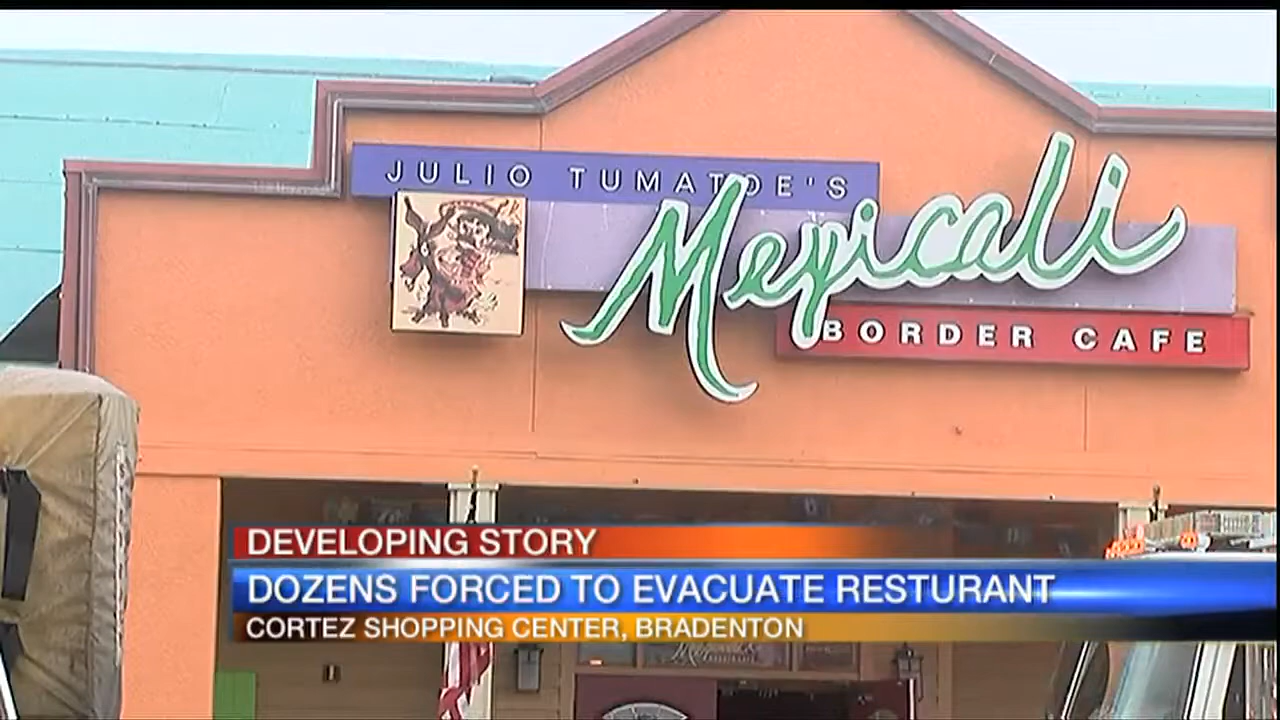 JULIO TUMATOE'S
Mexicali
BORDER CAFE
DEVELOPING STORY
DOZENS FORCED TO EVACUATE RESTURANT
CORTEZ SHOPPING CENTER, BRADENTON